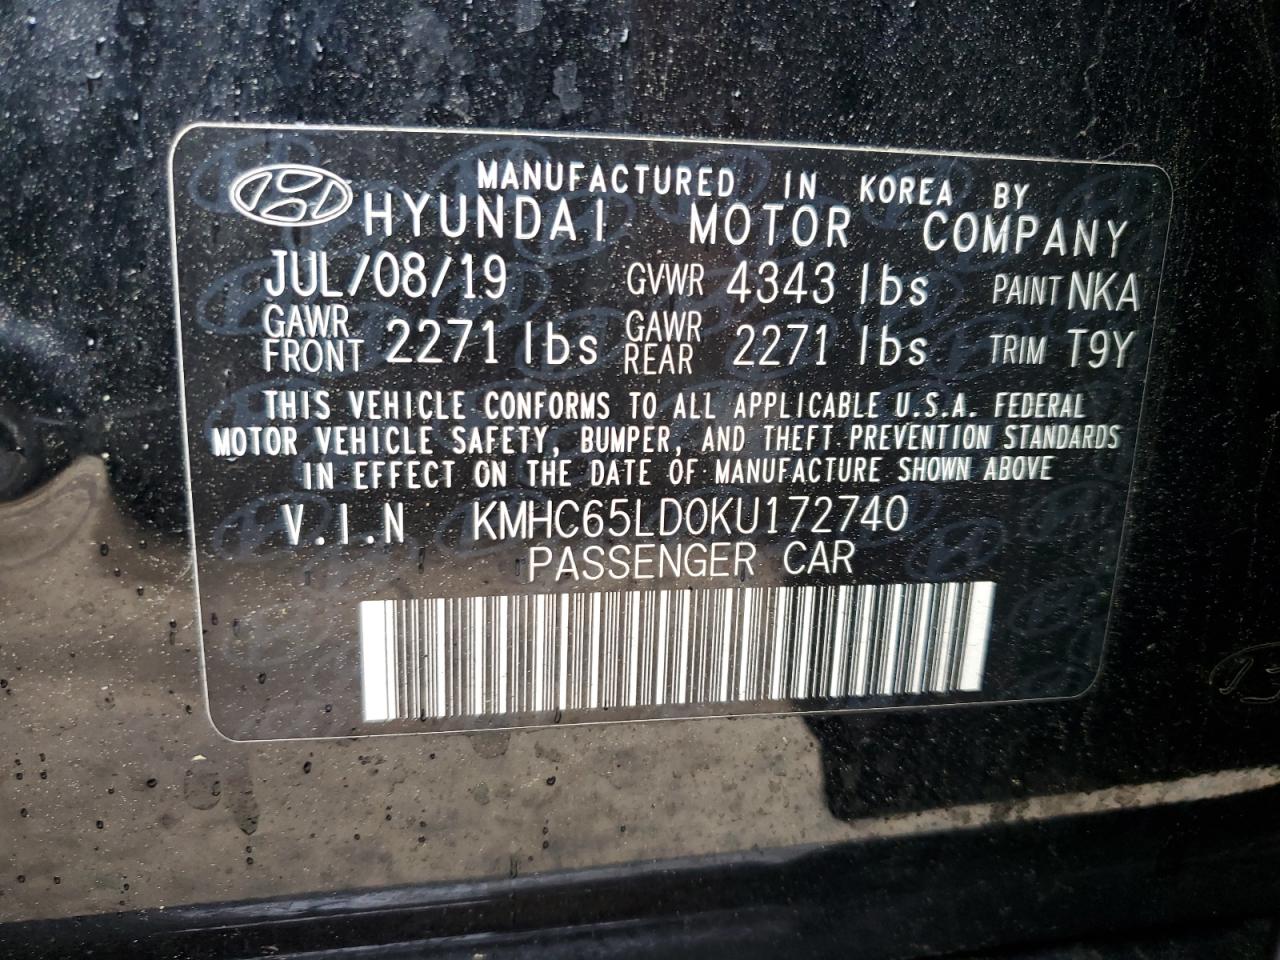 MANUFACTURED IN KOREA BY
HYUNDAI MOTOR COMPANY
JUL/08/19 GVWR 4343 lbs PAINT NKA
GAWR FRONT 2271 lbs GAWR REAR 2271 lbs TRIM T9Y
THIS VEHICLE CONFORMS TO ALL APPLICABLE U.S.A. FEDERAL
MOTOR VEHICLE SAFETY, BUMPER, AND THEFT PREVENTION STANDARDS
IN EFFECT ON THE DATE OF MANUFACTURE SHOWN ABOVE
V.I.N KMHC65LD0KU172740
PASSENGER CAR